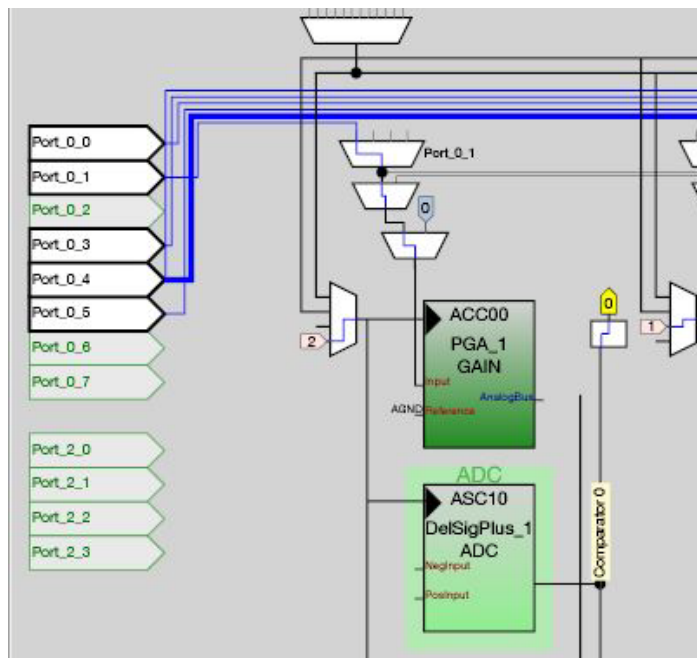 Port_0_0
Port_0_1
Port_0_2
Port_0_3
Port_0_4
Port_0_5
Port_0_6
Port_0_7
Port_2_0
Port_2_1
Port_2_2
Port_2_3
Port_0_1
0
2
ACC00
PGA_1
GAIN
Input
AnalogBus
AGND
Reference
0
1
ADC
ASC10
DelSigPlus_1
ADC
NegInput
PosInput
Comparator 0